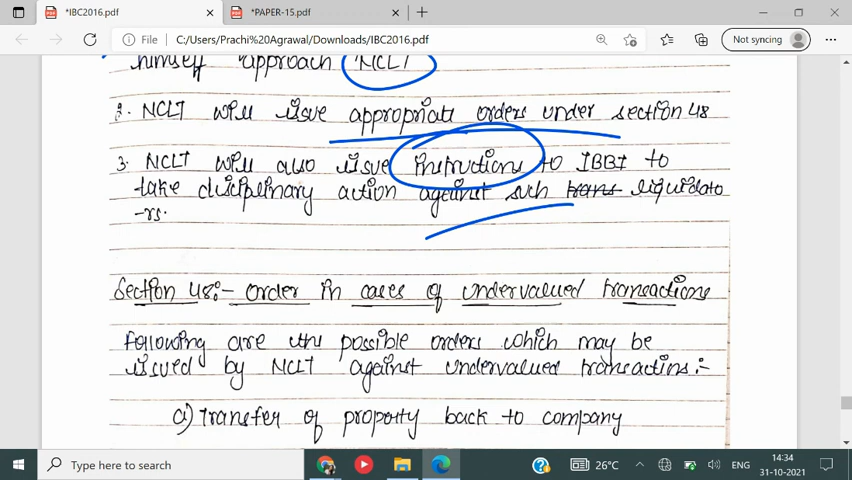 *IBC2016.pdf
*PAPER-15.pdf
File C:/Users/Prachi%20Agrawal/Downloads/IBC2016.pdf Not syncing
himself approach NCLT
2. NCLT will issue appropriate orders under section 48
3. NCLT will also issue instructions to IBBI to
take disciplinary action against such trans liquidato
-rs.
Section 48:- order in cases of undervalued transactions
Following are the possible orders which may be
issued by NCLT against undervalued transactions:-
a) Transfer of property back to company
Type here to search 26°C ENG 14:34
31-10-2021